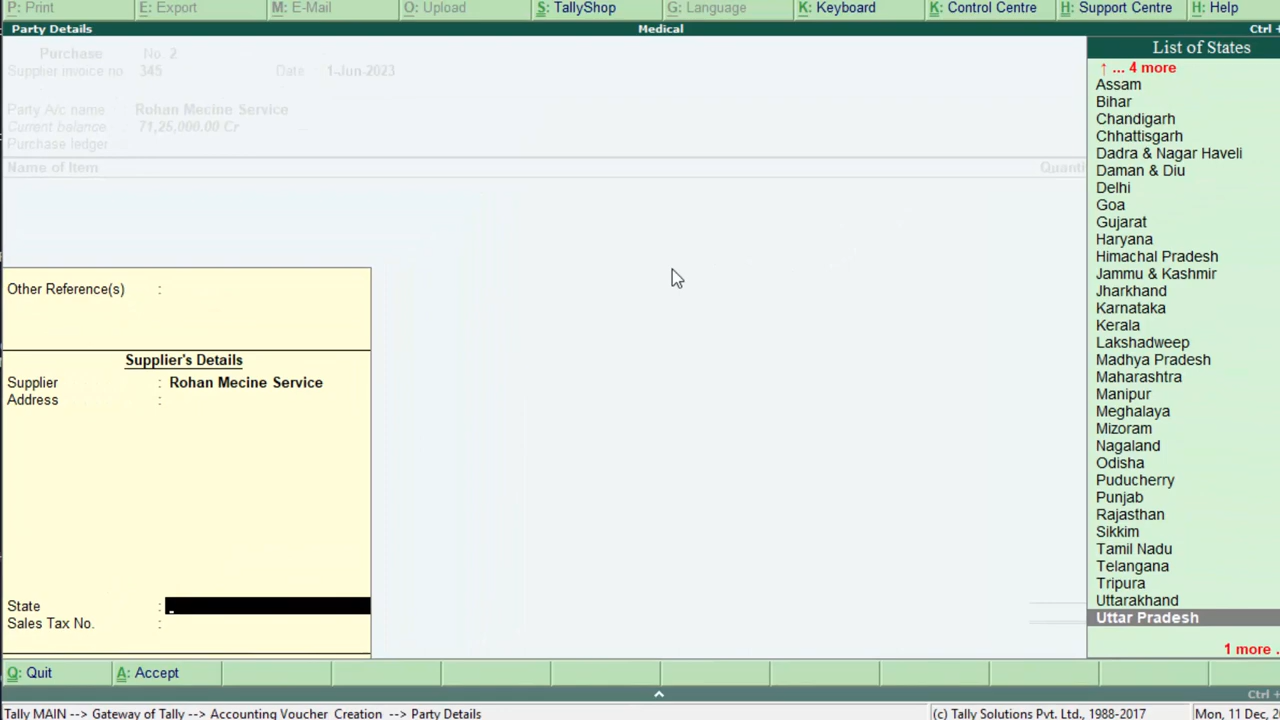 P: Print E: Export M: E-Mail O: Upload S: TallyShop G: Language K: Keyboard K: Control Centre H: Support Centre H: Help
Party Details Medical Ctrl +
Purchase No 2
Supplier invoice no 345 Date 1-Jun-2023
Party A/c name Rohan Mecine Service
Current balance 71,25,000.00 Cr
Purchase ledger
Name of Item Quanti
Other Reference(s) :
Supplier's Details
Supplier : Rohan Mecine Service
Address :
State :
Sales Tax No. :
List of States
↑ ... 4 more
Assam
Bihar
Chandigarh
Chhattisgarh
Dadra & Nagar Haveli
Daman & Diu
Delhi
Goa
Gujarat
Haryana
Himachal Pradesh
Jammu & Kashmir
Jharkhand
Karnataka
Kerala
Lakshadweep
Madhya Pradesh
Maharashtra
Manipur
Meghalaya
Mizoram
Nagaland
Odisha
Puducherry
Punjab
Rajasthan
Sikkim
Tamil Nadu
Telangana
Tripura
Uttarakhand
Uttar Pradesh
1 more .
Q: Quit A: Accept
Ctrl +
Tally MAIN --> Gateway of Tally --> Accounting Voucher Creation --> Party Details (c) Tally Solutions Pvt. Ltd., 1988-2017 Mon, 11 Dec, 2